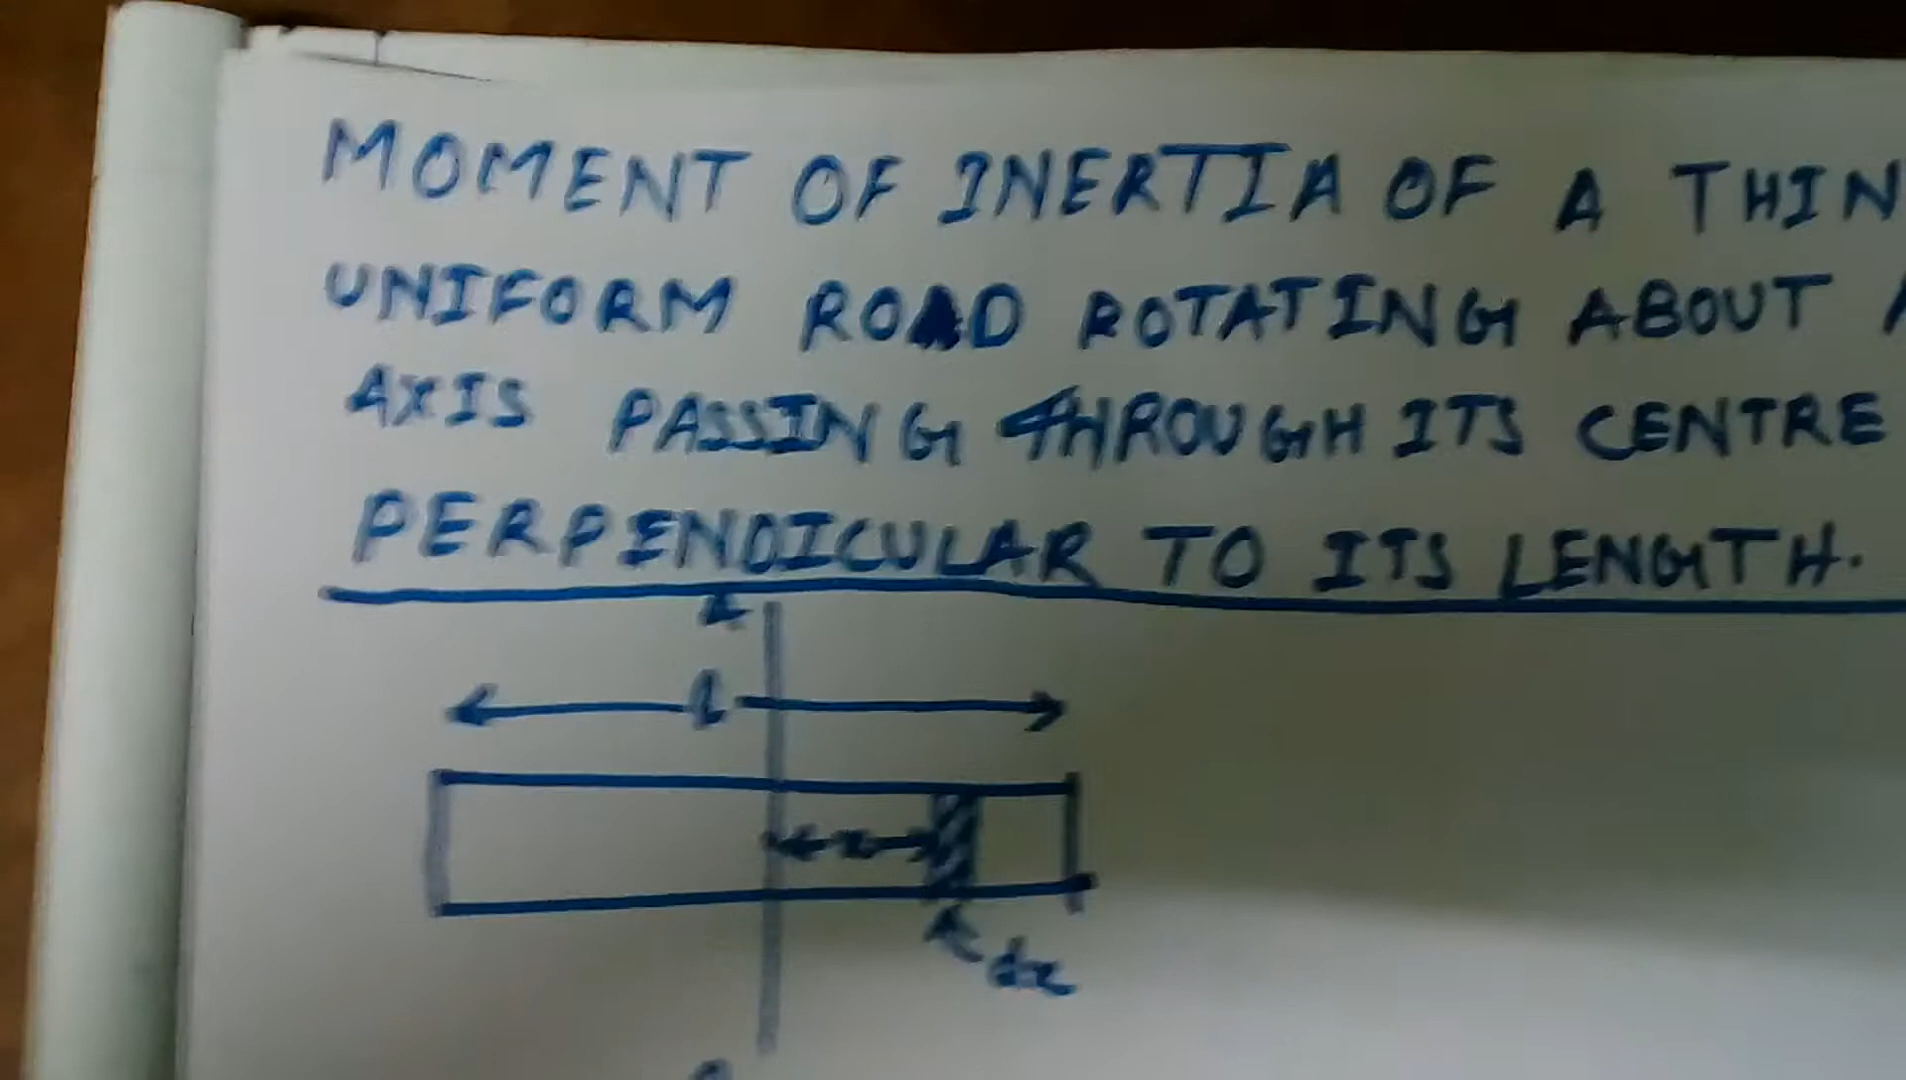 MOMENT OF INERTIA OF A THIN
UNIFORM ROAD ROTATING ABOUT
AXIS PASSING THROUGH ITS CENTRE
PERPENDICULAR TO ITS LENGTH.
l
x
dx